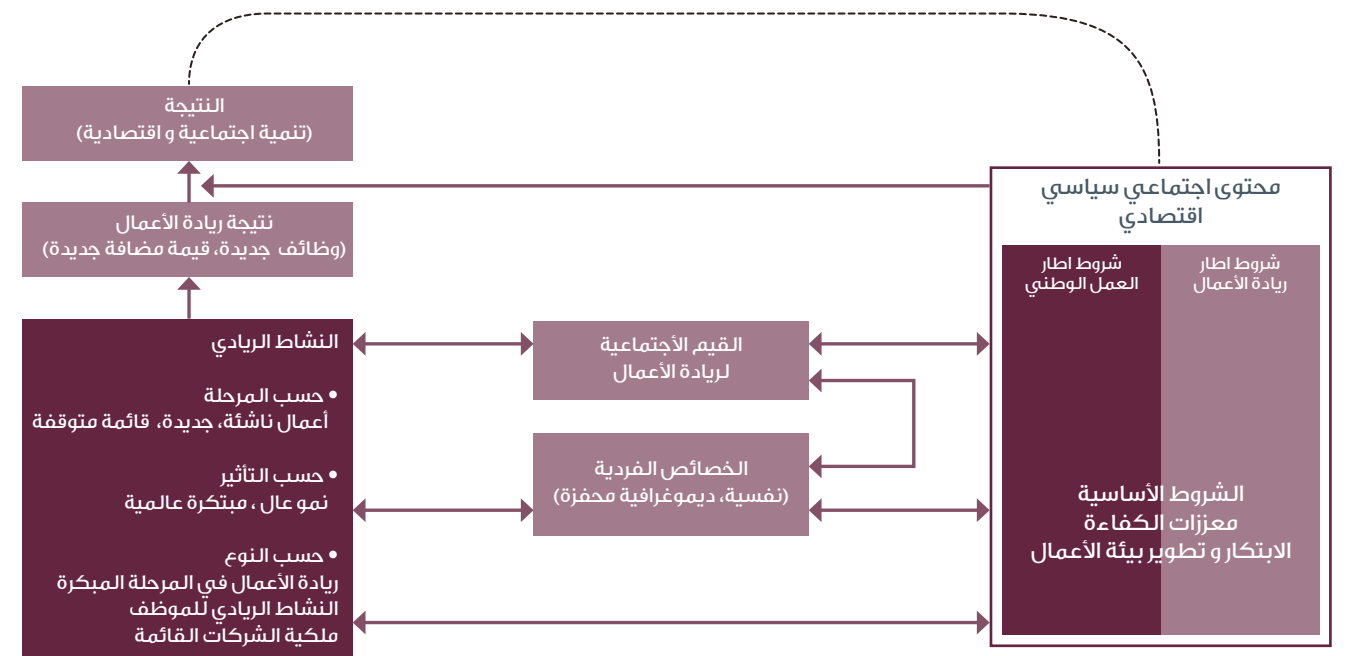 النتيجة
(تنمية اجتماعية و اقتصادية)
نتيجة ريادة الأعمال
(وظائف جديدة، قيمة مضافة جديدة)
محتوى اجتماعي سياسي
اقتصادي
شروط اطار
ريادة الأعمال
شروط اطار
العمل الوطني
الشروط الأساسية
معززات الكفاءة
الابتكار و تطوير بيئة الأعمال
القيم الأجتماعية
لريادة الأعمال
الخصائص الفردية
(نفسية، ديموغرافية محفزة)
النشاط الريادي
• حسب المرحلة
أعمال ناشئة، جديدة، قائمة متوقفة
• حسب التأثير
نمو عال ، مبتكرة عالمية
• حسب النوع
ريادة الأعمال في المرحلة المبكرة
النشاط الريادي للموظف
ملكية الشركات القائمة